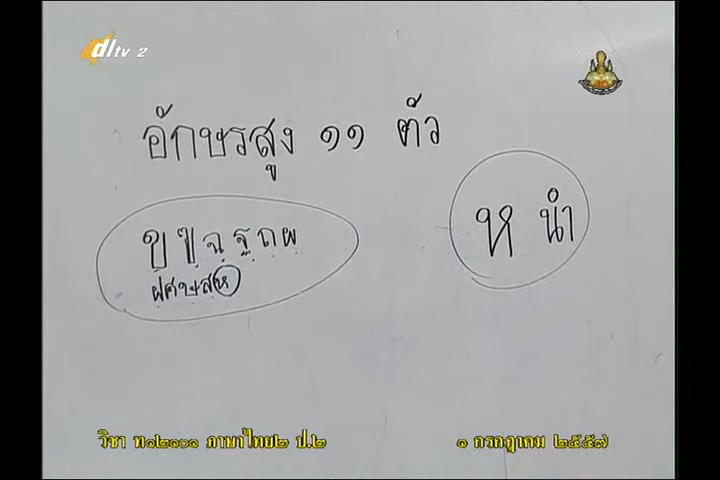 dltv 2
อักษรสูง ๑๑ ตัว
ข ฃ ฉ ฐ ถ ผ
ฝ ศ ษ ส ห
ห นำ
วิชา ท๑๒๑๐๑ ภาษาไทย๒ ป.๒
๑ กรกฎาคม ๒๕๕๗